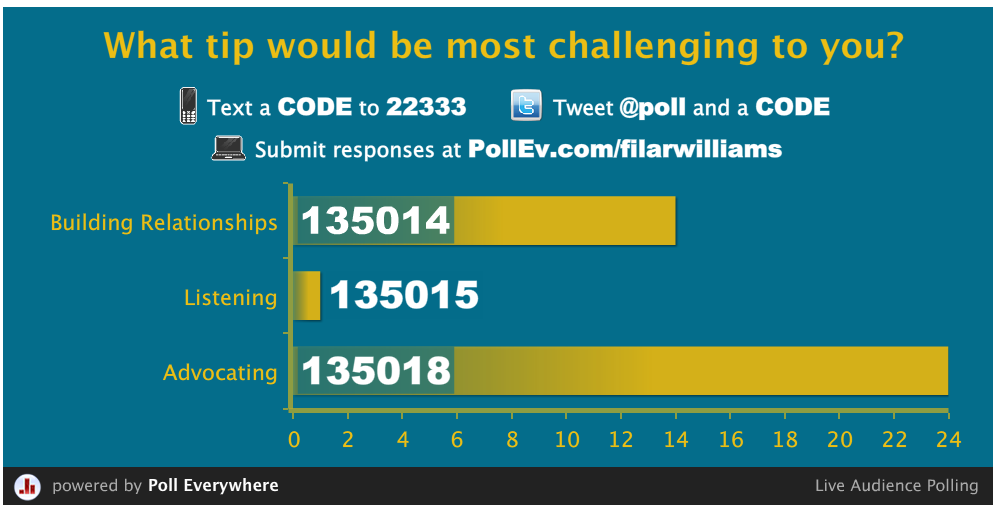 What tip would be most challenging to you?
Text a CODE to 22333 Tweet @poll and a CODE
Submit responses at PollEv.com/filarwilliams
Building Relationships 135014
Listening 135015
Advocating 135018
0 2 4 6 8 10 12 14 16 18 20 22 24
powered by Poll Everywhere Live Audience Polling